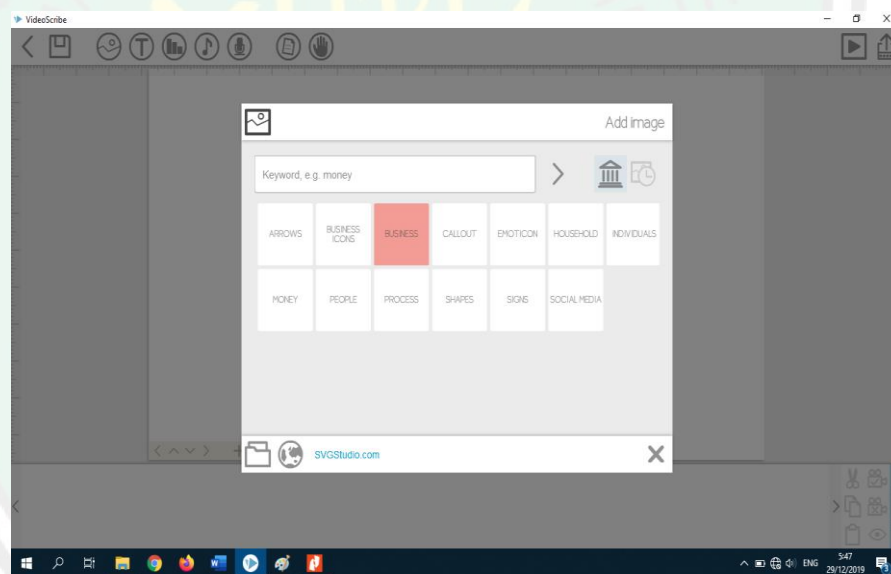 VideoScribe
Add image
Keyword, e.g. money
ARROWS
BUSINESS
ICONS
BUSINESS
CALLOUT
EMOTICON
HOUSEHOLD
INDIVIDUALS
MONEY
PEOPLE
PROCESS
SHAPES
SIGNS
SOCIAL MEDIA
SVGStudio.com
ENG
5:47
29/12/2019